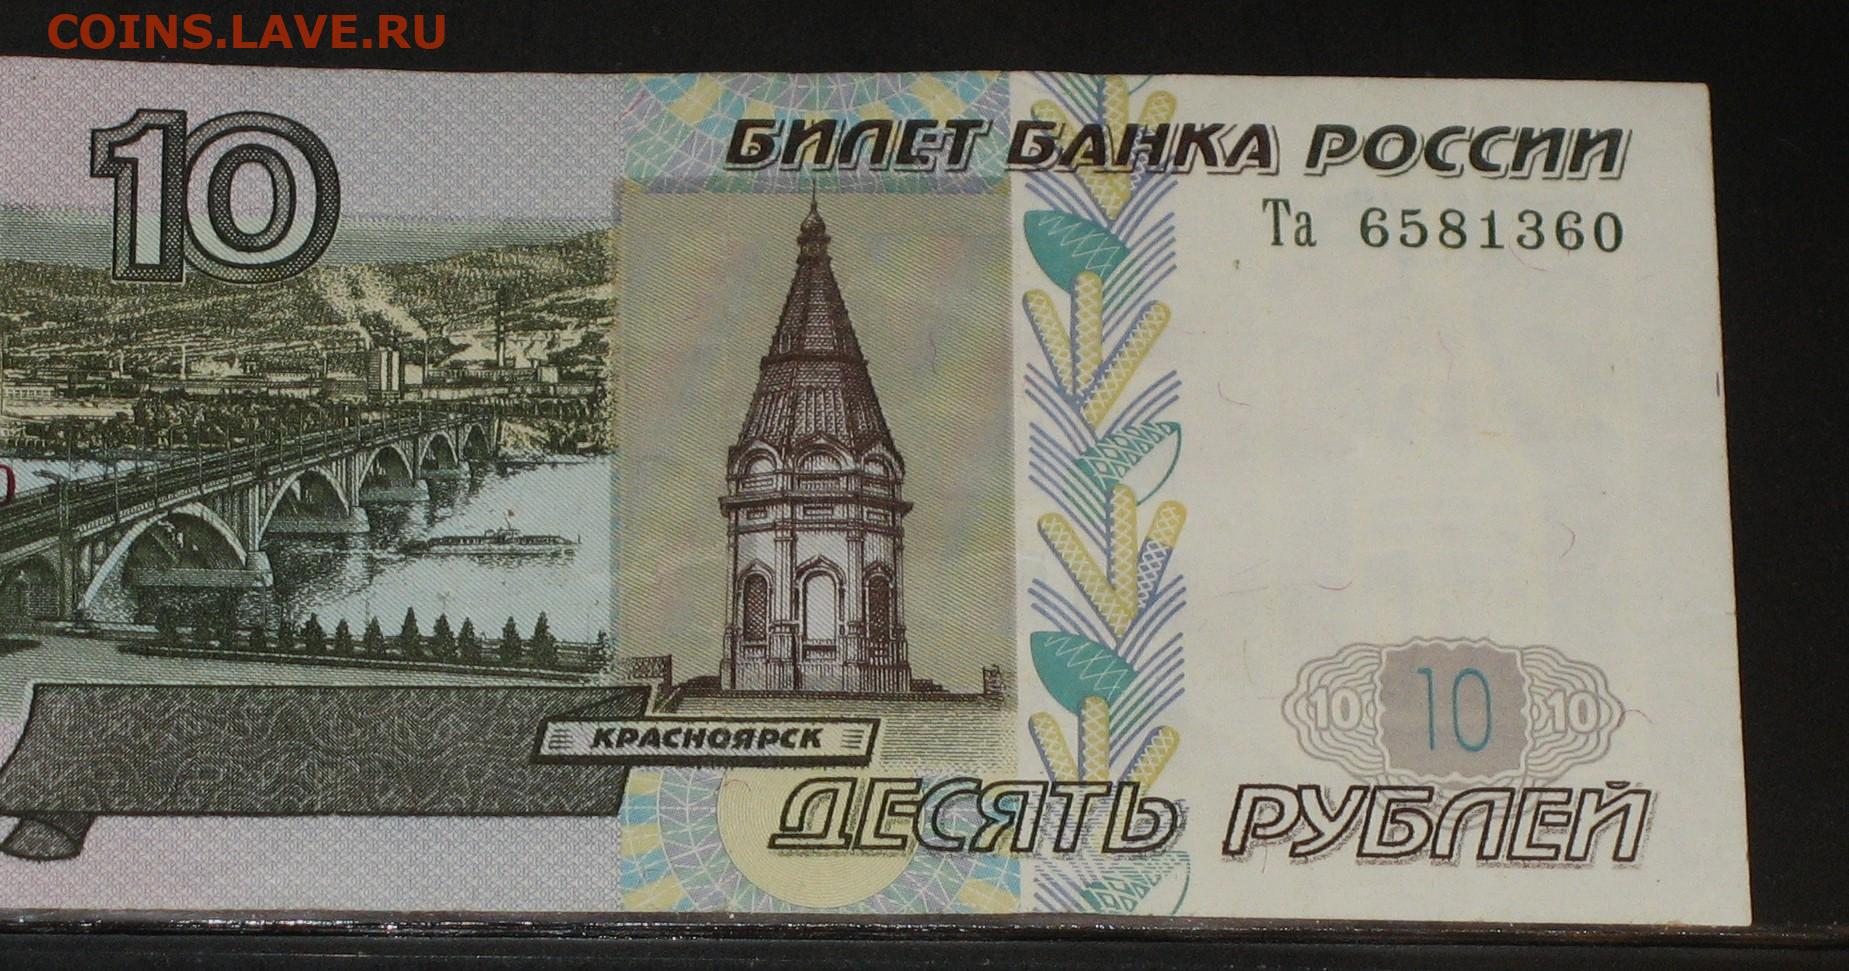 COINS.LAVE.RU
10
БИЛЕТ БАНКА РОССИИ
Та 6581360
КРАСНОЯРСК
10 10 10
ДЕСЯТЬ РУБЛЕЙ